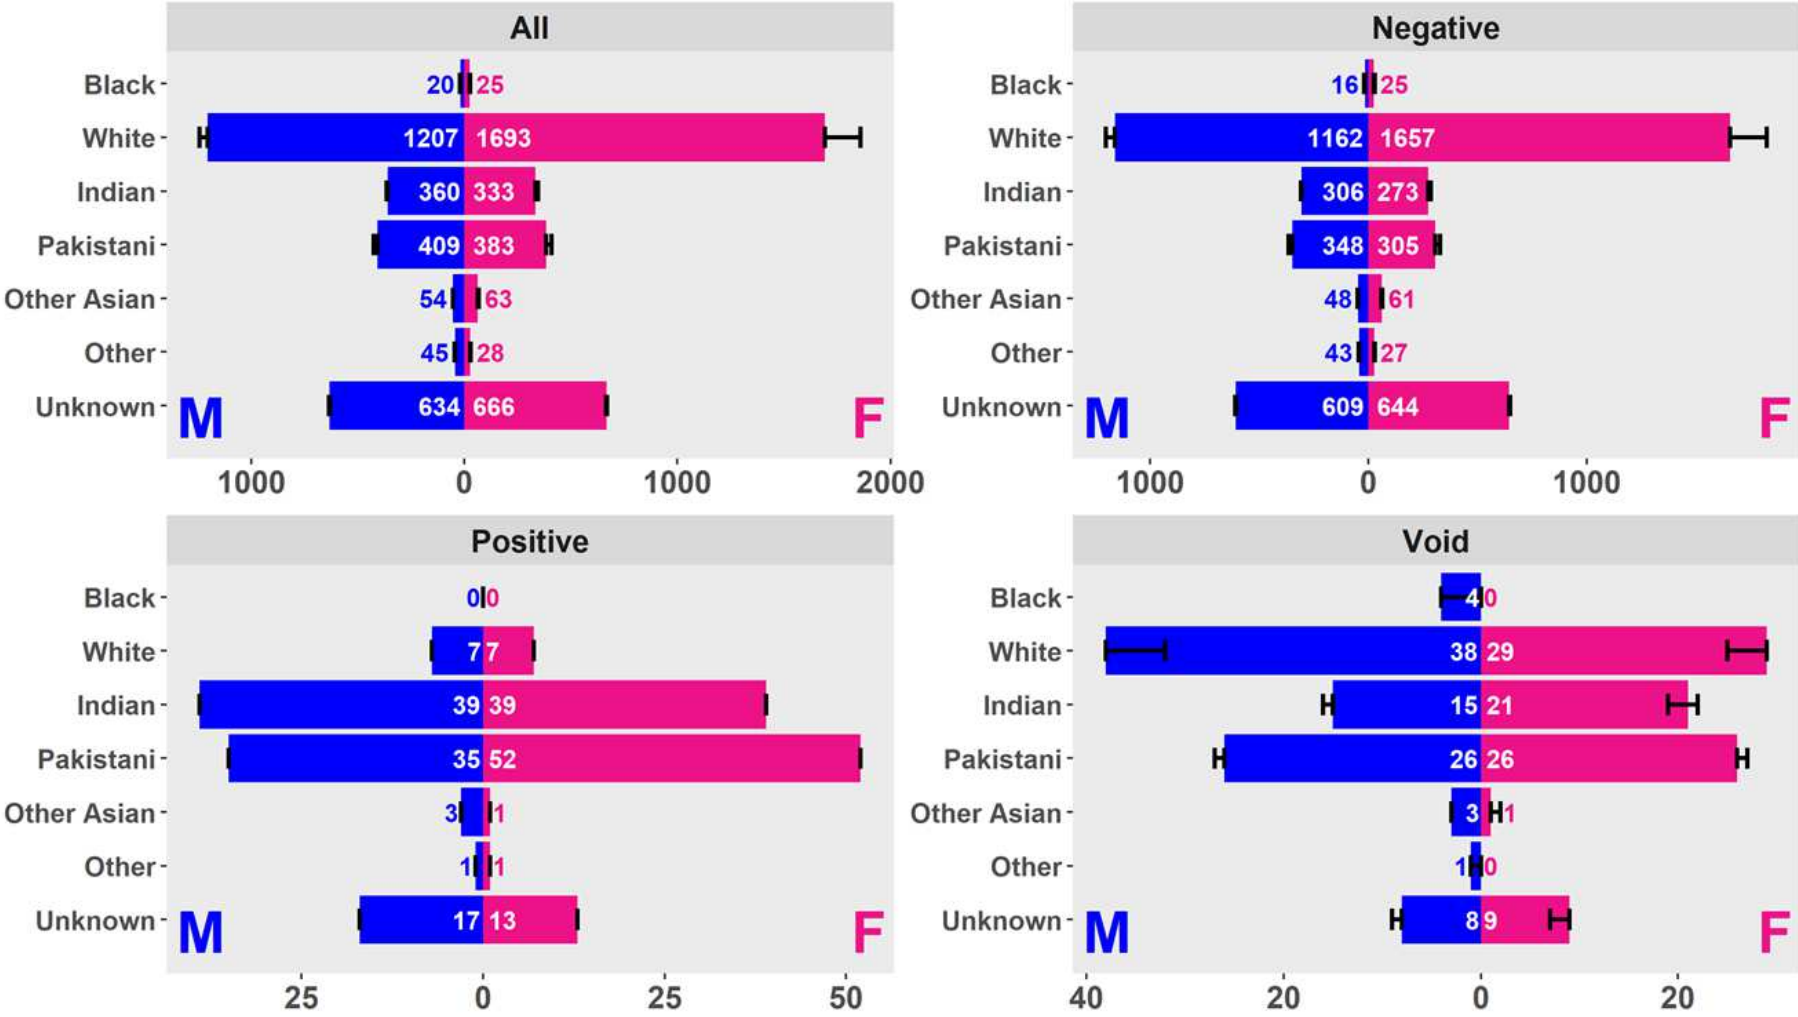 All
Black 20 25
White 1207 1693
Indian 360 333
Pakistani 409 383
Other Asian 54 63
Other 45 28
Unknown 634 666
M F
1000 0 1000 2000
Negative
Black 16 25
White 1162 1657
Indian 306 273
Pakistani 348 305
Other Asian 48 61
Other 43 27
Unknown 609 644
M F
1000 0 1000
Positive
Black 0 0
White 7 7
Indian 39 39
Pakistani 35 52
Other Asian 3 1
Other 1 1
Unknown 17 13
M F
25 0 25 50
Void
Black 4 0
White 38 29
Indian 15 21
Pakistani 26 26
Other Asian 3 1
Other 1 0
Unknown 8 9
M F
40 20 0 20